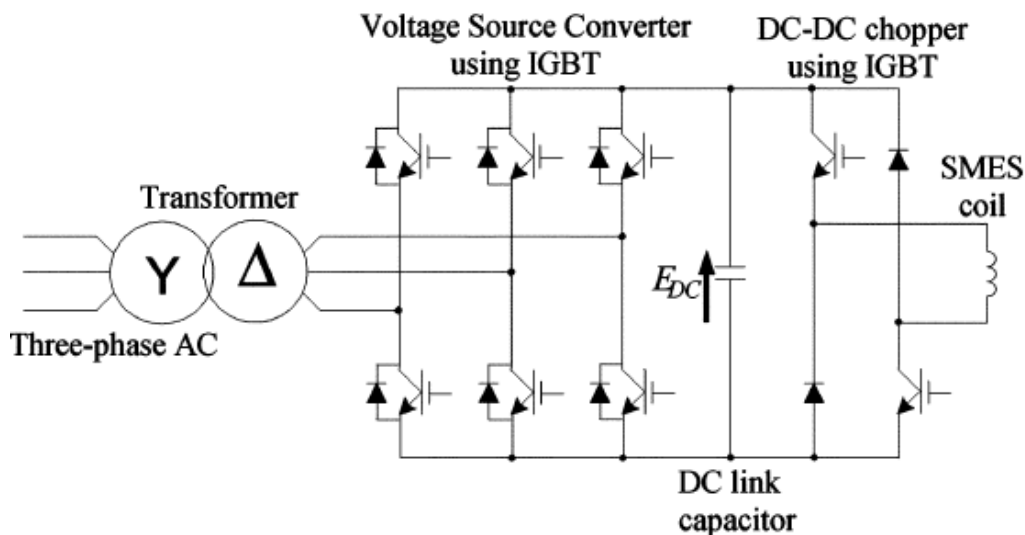 Voltage Source Converter
using IGBT
DC-DC chopper
using IGBT
SMES
coil
Transformer
Y
Δ
E_DC
Three-phase AC
DC link
capacitor